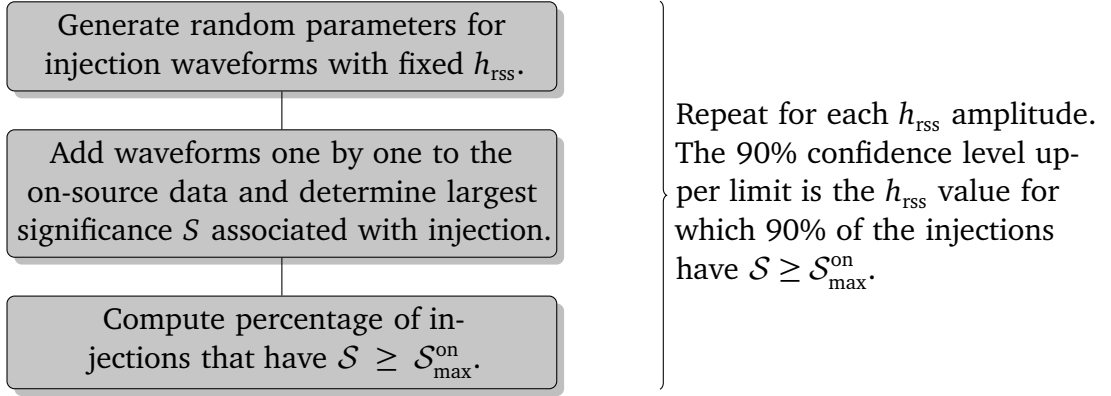 Generate random parameters for
injection waveforms with fixed h_rss.
Add waveforms one by one to the
on-source data and determine largest
significance S associated with injection.
Compute percentage of in-
jections that have 𝒮 ≥ 𝒮_max^on.
Repeat for each h_rss amplitude.
The 90% confidence level up-
per limit is the h_rss value for
which 90% of the injections
have 𝒮 ≥ 𝒮_max^on.